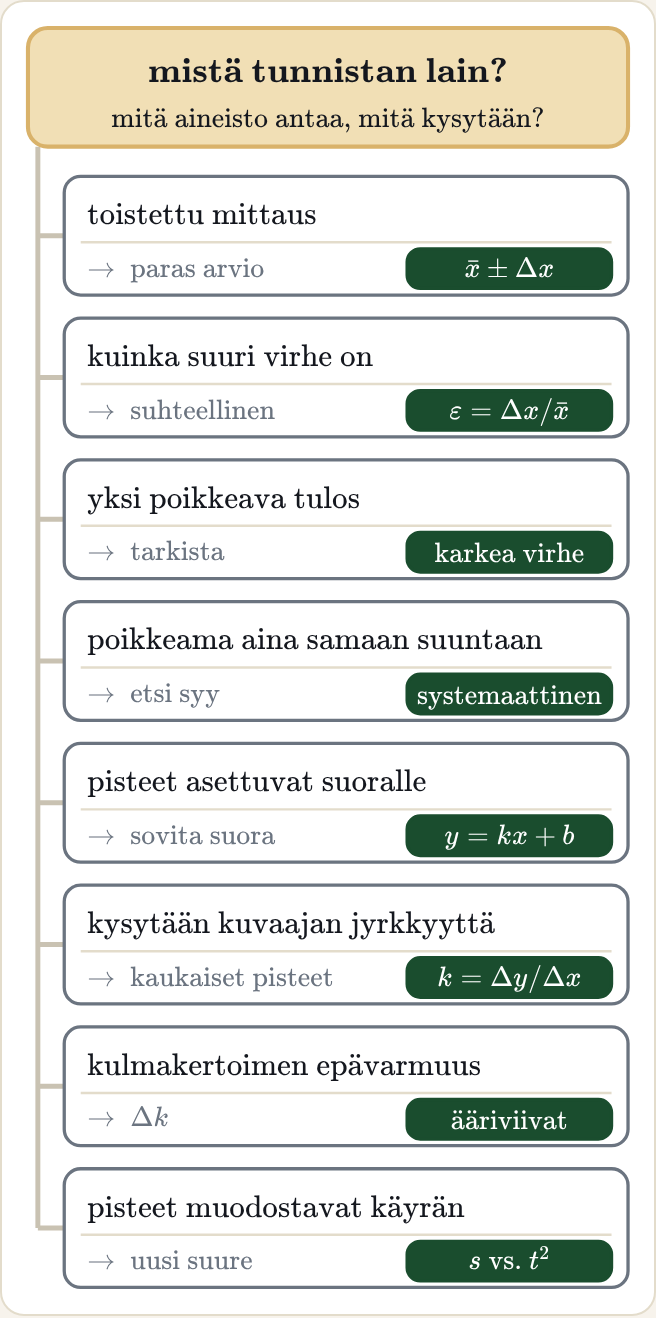 mistä tunnistan lain?
mitä aineisto antaa, mitä kysytään?
toistettu mittaus
→ paras arvio x̄ ± Δx
kuinka suuri virhe on
→ suhteellinen ε = Δx/x̄
yksi poikkeava tulos
→ tarkista karkea virhe
poikkeama aina samaan suuntaan
→ etsi syy systemaattinen
pisteet asettuvat suoralle
→ sovita suora y = kx + b
kysytään kuvaajan jyrkkyyttä
→ kaukaiset pisteet k = Δy/Δx
kulmakertoimen epävarmuus
→ Δk ääriviivat
pisteet muodostavat käyrän
→ uusi suure s vs. t²